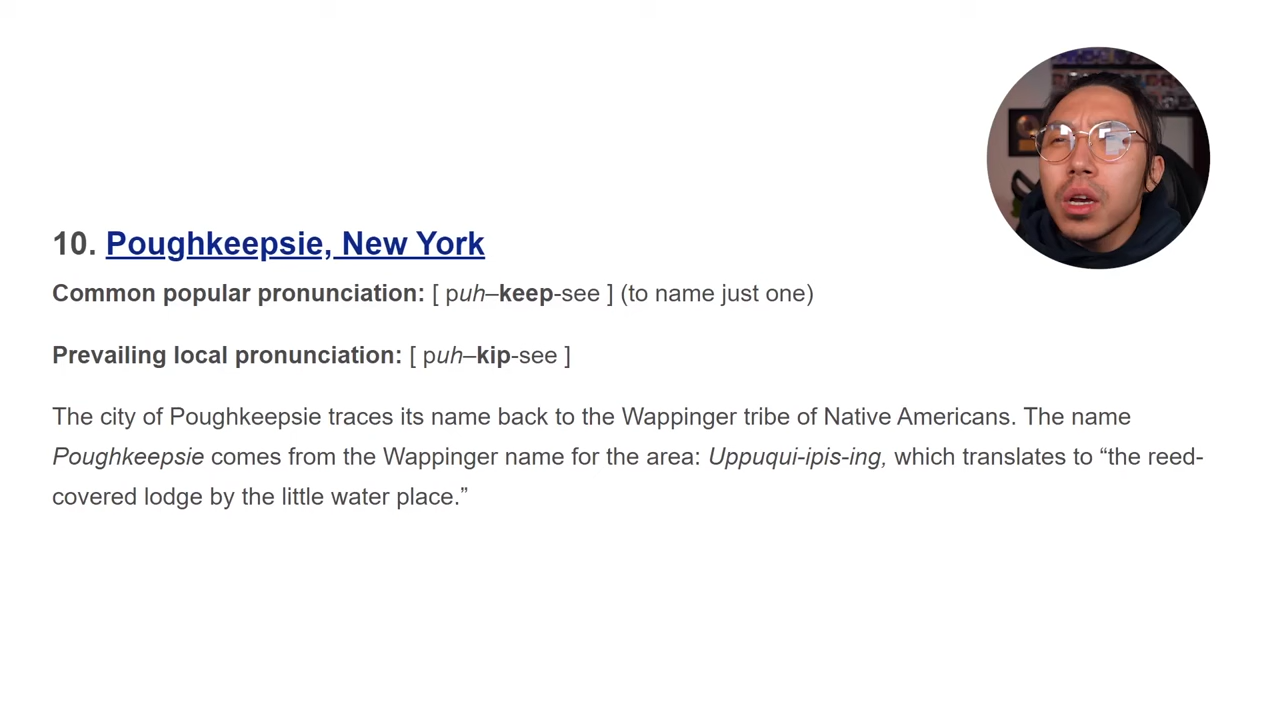 10. Poughkeepsie, New York
Common popular pronunciation: [ puh–keep-see ] (to name just one)
Prevailing local pronunciation: [ puh–kip-see ]
The city of Poughkeepsie traces its name back to the Wappinger tribe of Native Americans. The name
Poughkeepsie comes from the Wappinger name for the area: Uppuqui-ipis-ing, which translates to “the reed-
covered lodge by the little water place.”